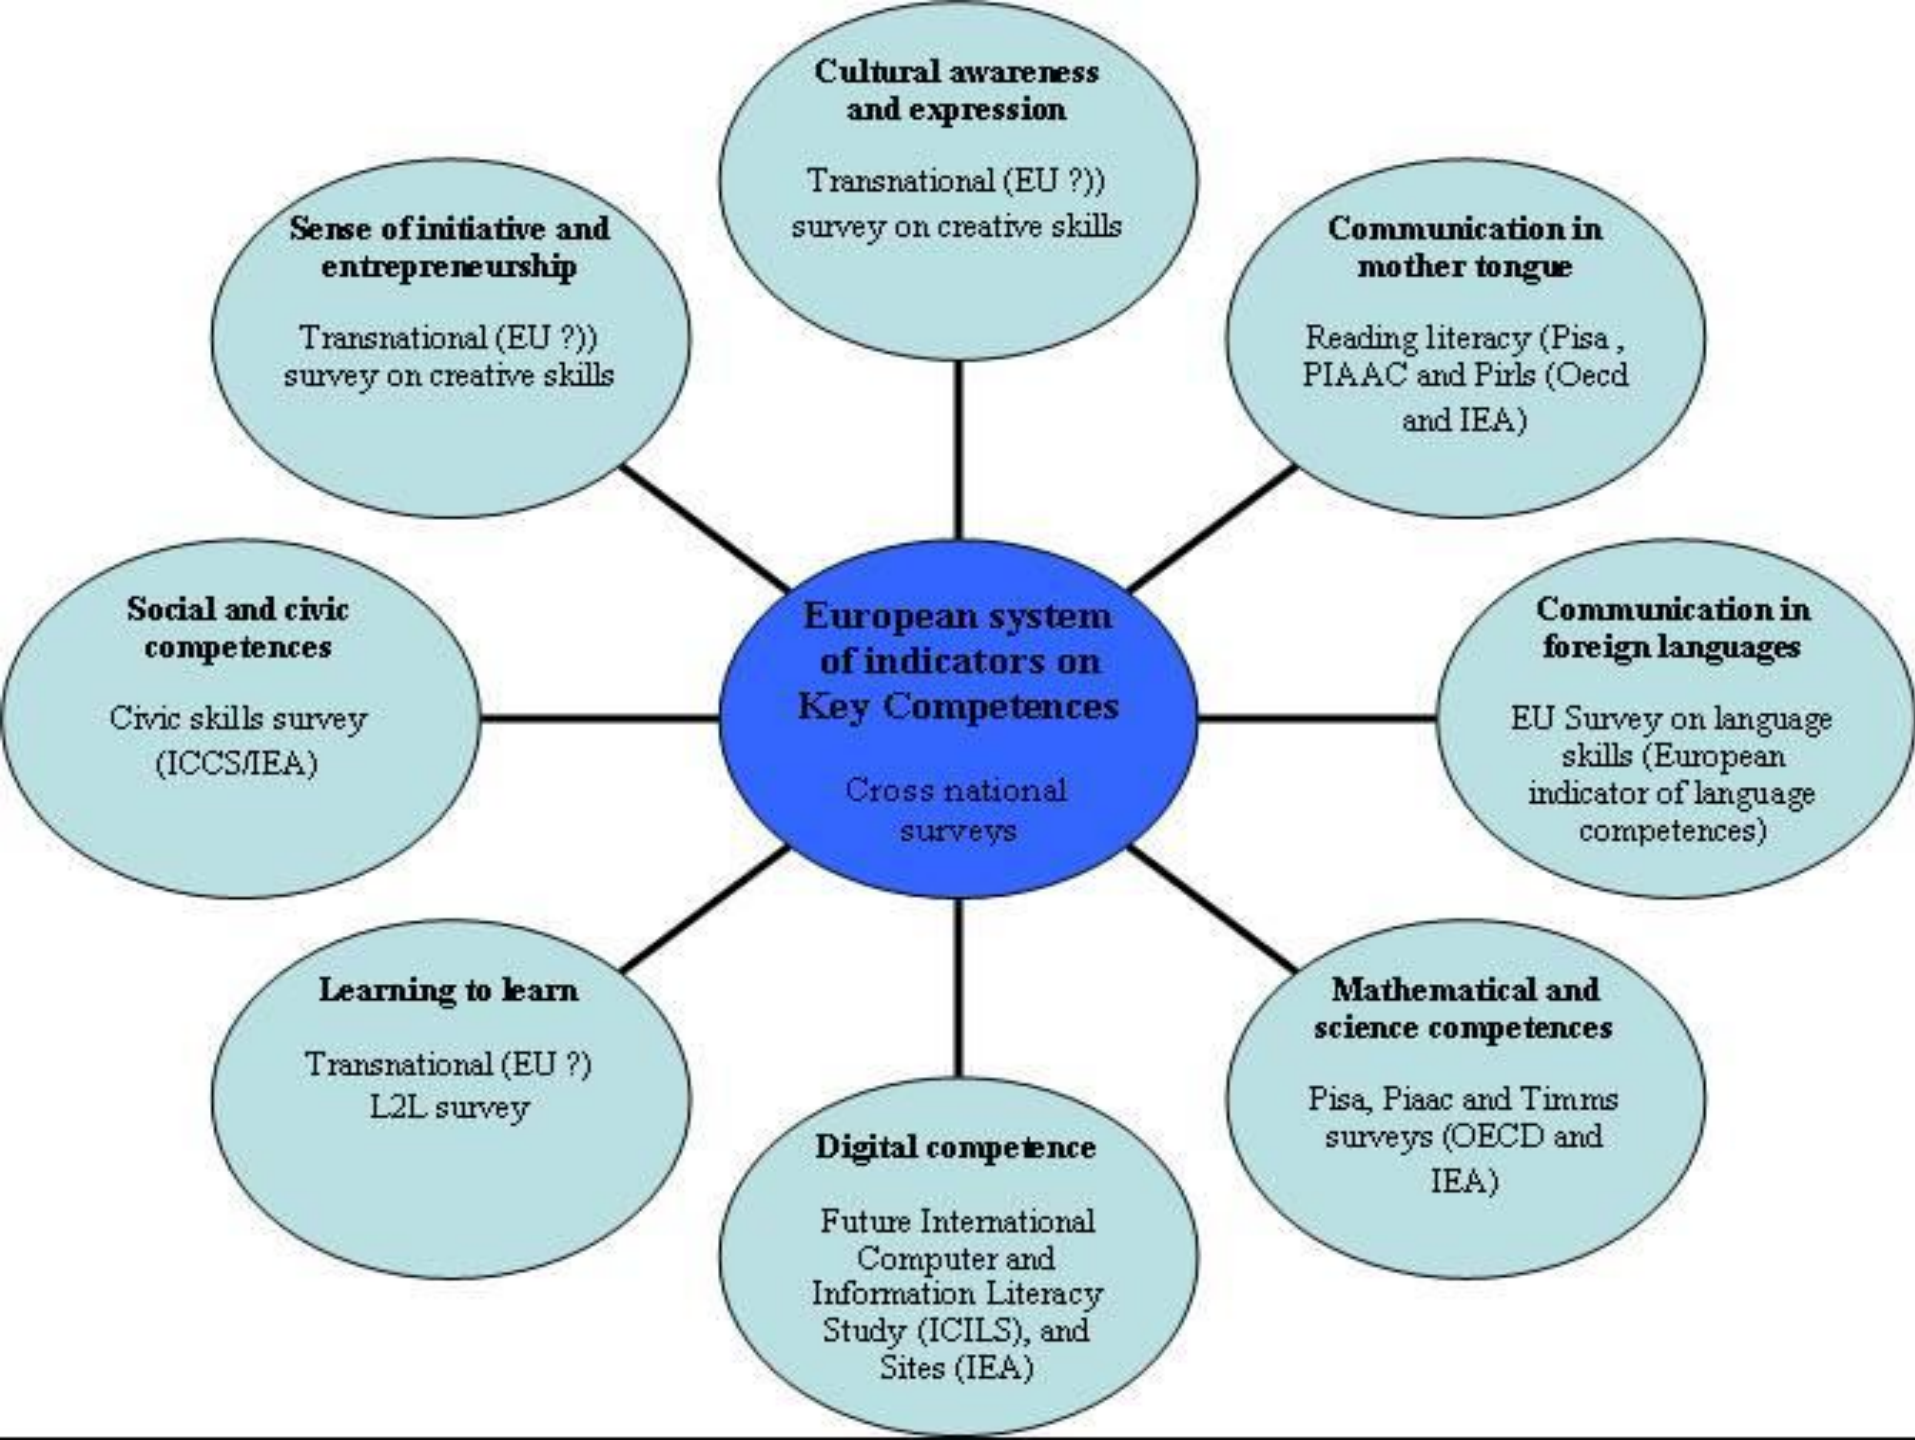 Cultural awareness
and expression
Transnational (EU ?))
survey on creative skills
Sense of initiative and
entrepreneurship
Transnational (EU ?))
survey on creative skills
Communication in
mother tongue
Reading literacy (Pisa ,
PIAAC and Pirls (Oecd
and IEA)
Social and civic
competences
Civic skills survey
(ICCS/IEA)
European system
of indicators on
Key Competences
Cross national
surveys
Communication in
foreign languages
EU Survey on language
skills (European
indicator of language
competences)
Learning to learn
Transnational (EU ?)
L2L survey
Digital competence
Future International
Computer and
Information Literacy
Study (ICILS), and
Sites (IEA)
Mathematical and
science competences
Pisa, Piaac and Timms
surveys (OECD and
IEA)